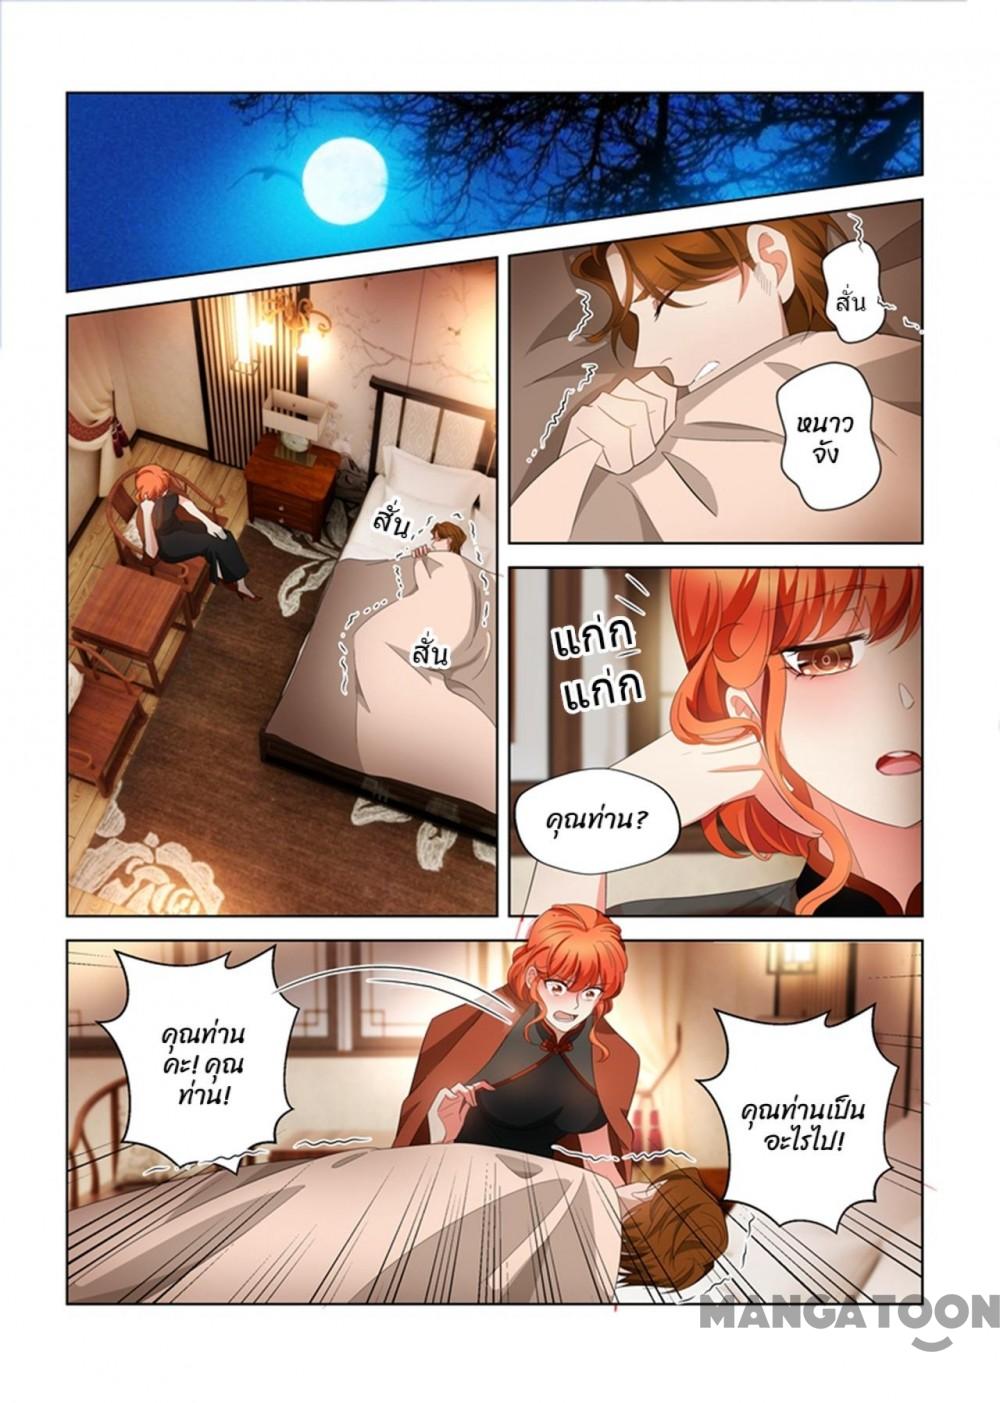 สั่น
หนาว
จัง
สั่น
สั่น
แก่ก
แก่ก
คุณท่าน?
คุณท่าน
คะ! คุณ
ท่าน!
คุณท่านเป็น
อะไรไป!
MANGATOON